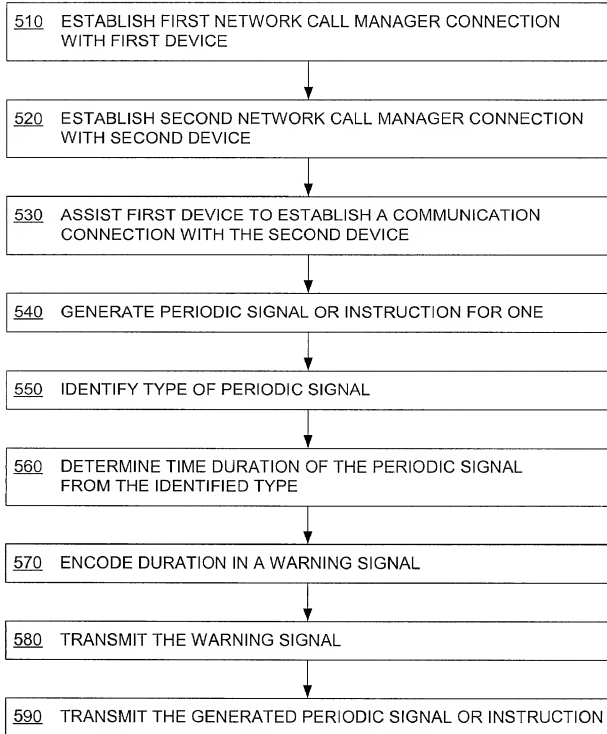 510 ESTABLISH FIRST NETWORK CALL MANAGER CONNECTION
WITH FIRST DEVICE
520 ESTABLISH SECOND NETWORK CALL MANAGER CONNECTION
WITH SECOND DEVICE
530 ASSIST FIRST DEVICE TO ESTABLISH A COMMUNICATION
CONNECTION WITH THE SECOND DEVICE
540 GENERATE PERIODIC SIGNAL OR INSTRUCTION FOR ONE
550 IDENTIFY TYPE OF PERIODIC SIGNAL
560 DETERMINE TIME DURATION OF THE PERIODIC SIGNAL
FROM THE IDENTIFIED TYPE
570 ENCODE DURATION IN A WARNING SIGNAL
580 TRANSMIT THE WARNING SIGNAL
590 TRANSMIT THE GENERATED PERIODIC SIGNAL OR INSTRUCTION